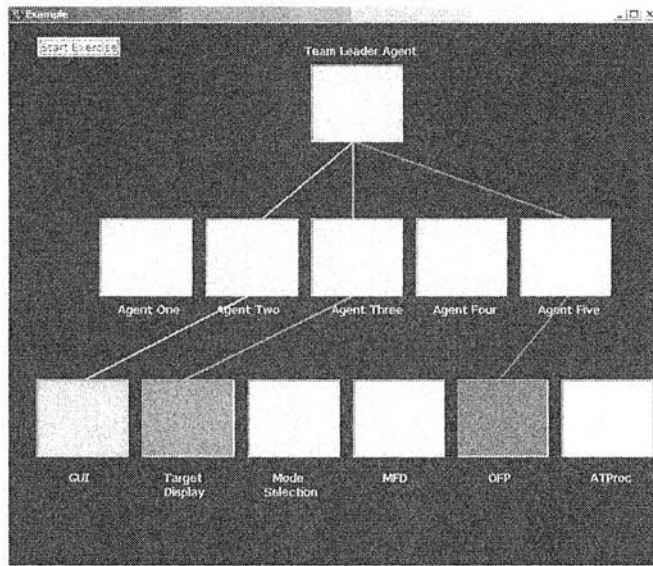 Example
Start Exercise
Team Leader Agent
Agent One
Agent Two
Agent Three
Agent Four
Agent Five
GUI
Target
Display
Mode
Selection
MFD
OFP
ATProc